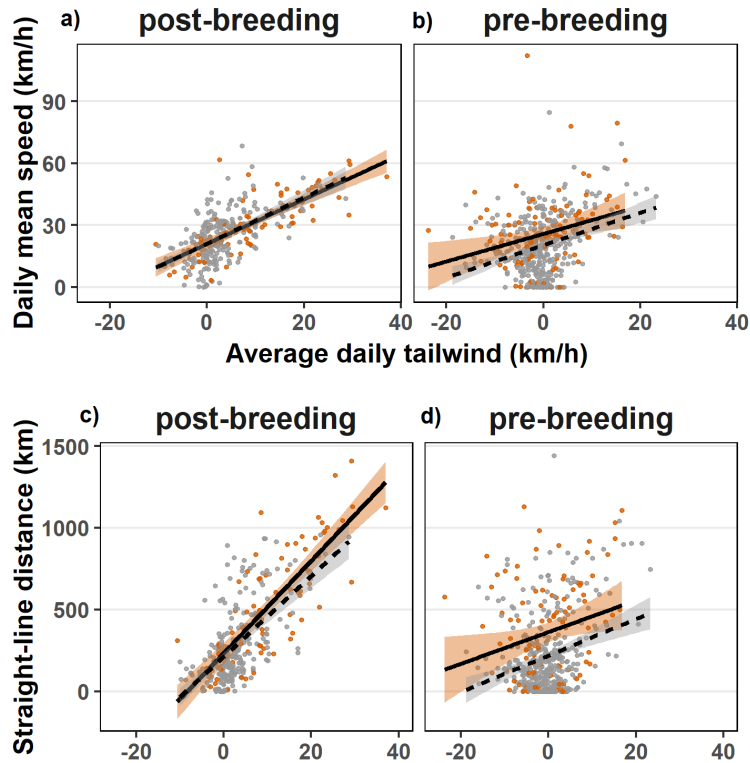 a) post-breeding
b) pre-breeding
Daily mean speed (km/h)
90
60
30
0
-20 0 20 40
-20 0 20 40
Average daily tailwind (km/h)
c) post-breeding
d) pre-breeding
Straight-line distance (km)
1500
1000
500
0
-20 0 20 40
-20 0 20 40